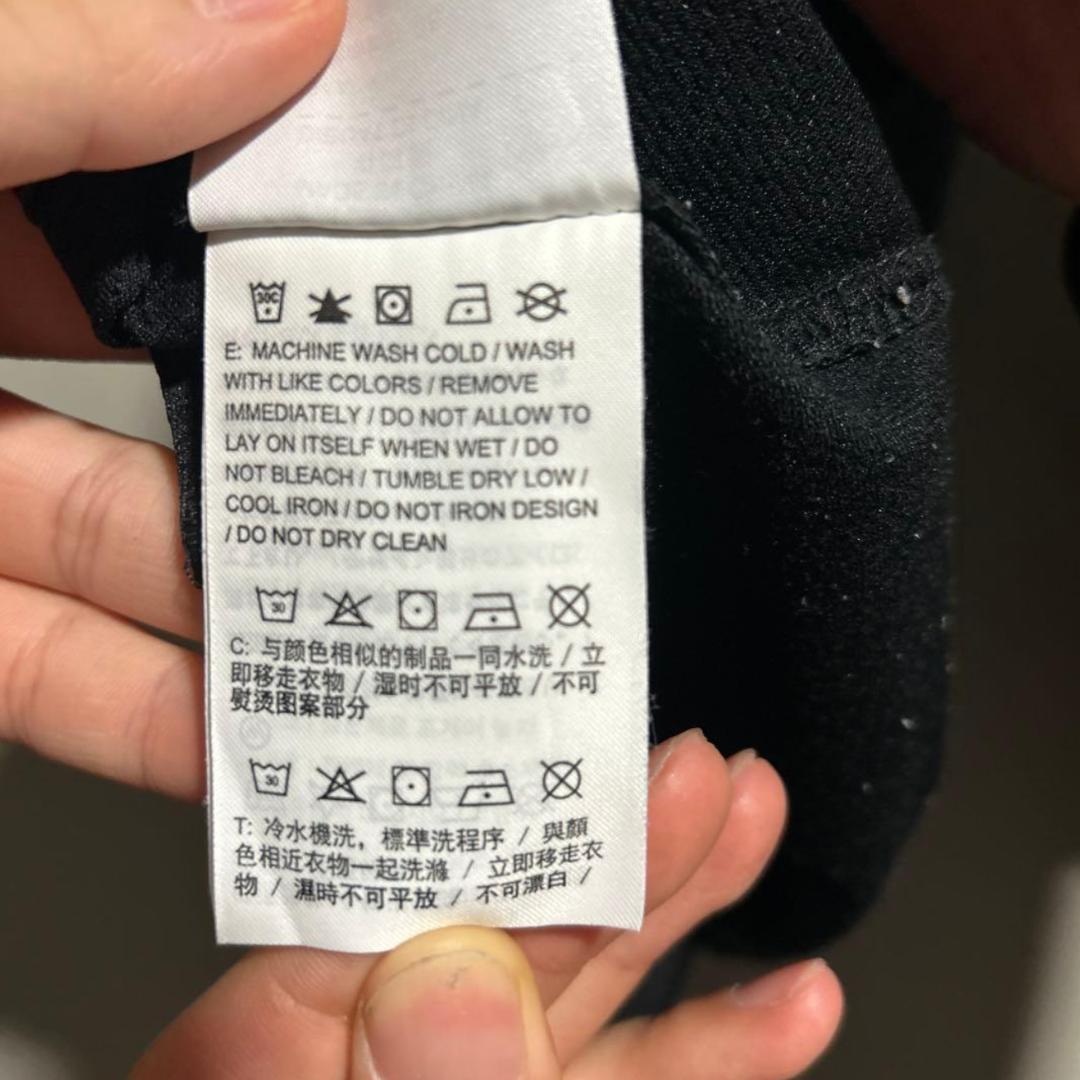 30C
E: MACHINE WASH COLD / WASH
WITH LIKE COLORS / REMOVE
IMMEDIATELY / DO NOT ALLOW TO
LAY ON ITSELF WHEN WET / DO
NOT BLEACH / TUMBLE DRY LOW /
COOL IRON / DO NOT IRON DESIGN
/ DO NOT DRY CLEAN
30
C: 与颜色相似的制品一同水洗 / 立
即移走衣物 / 湿时不可平放 / 不可
熨烫图案部分
30
T: 冷水機洗，標準洗程序 / 與顏
色相近衣物一起洗滌 / 立即移走衣
物 / 濕時不可平放 / 不可漂白 /